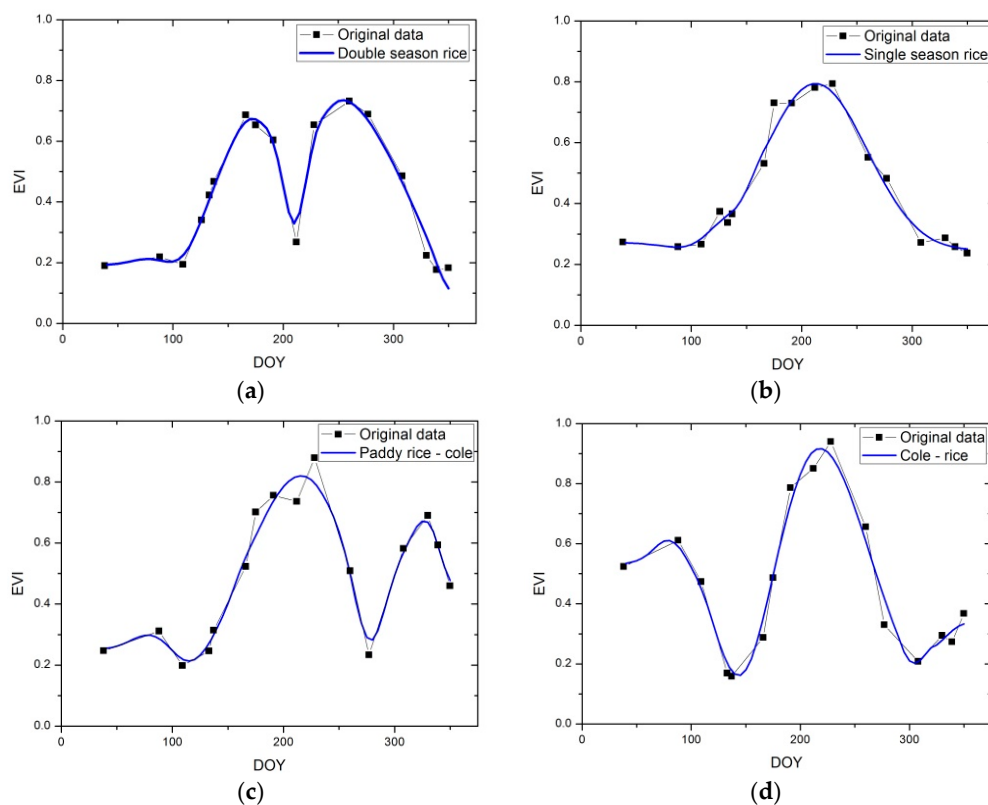 1.0
Original data
Double season rice
0.8
0.6
EVI
0.4
0.2
0.0
0 100 200 300
DOY
(a)
1.0
Original data
Single season rice
0.8
0.6
EVI
0.4
0.2
0.0
0 100 200 300
DOY
(b)
1.0
Original data
Paddy rice - cole
0.8
0.6
EVI
0.4
0.2
0.0
0 100 200 300
DOY
(c)
1.0
Original data
Cole - rice
0.8
0.6
EVI
0.4
0.2
0.0
0 100 200 300
DOY
(d)